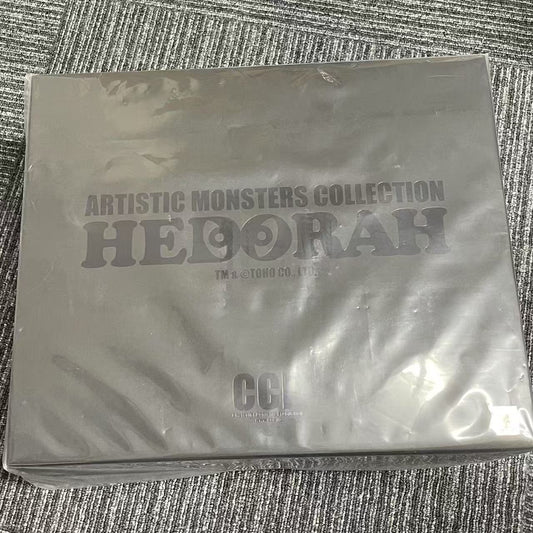 ARTISTIC MONSTERS COLLECTION
HEDORAH
TM & ©TOHO CO., LTD.
CCP